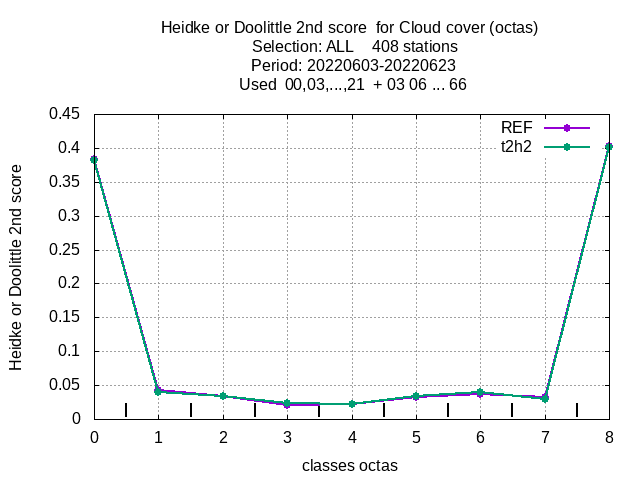 Heidke or Doolittle 2nd score  for Cloud cover (octas)
Selection: ALL    408 stations
Period: 20220603-20220623
Used  00,03,...,21  + 03 06 ... 66
REF
t2h2
Heidke or Doolittle 2nd score
0.45
0.4
0.35
0.3
0.25
0.2
0.15
0.1
0.05
0
0 1 2 3 4 5 6 7 8
classes octas